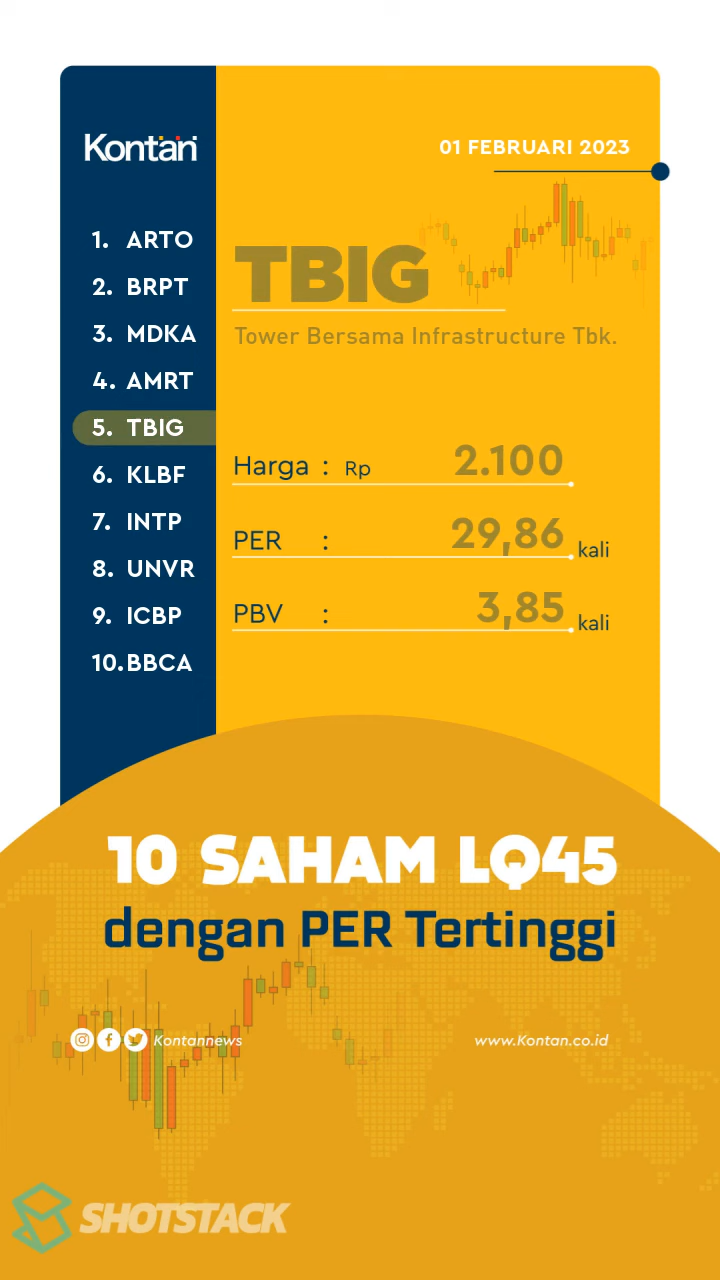 Kontan
01 FEBRUARI 2023
1. ARTO
2. BRPT
3. MDKA
4. AMRT
5. TBIG
6. KLBF
7. INTP
8. UNVR
9. ICBP
10. BBCA
TBIG
Tower Bersama Infrastructure Tbk.
Harga : Rp 2.100
PER : 29,86 kali
PBV : 3,85 kali
10 SAHAM LQ45
dengan PER Tertinggi
Kontannews
www.Kontan.co.id
SHOTSTACK